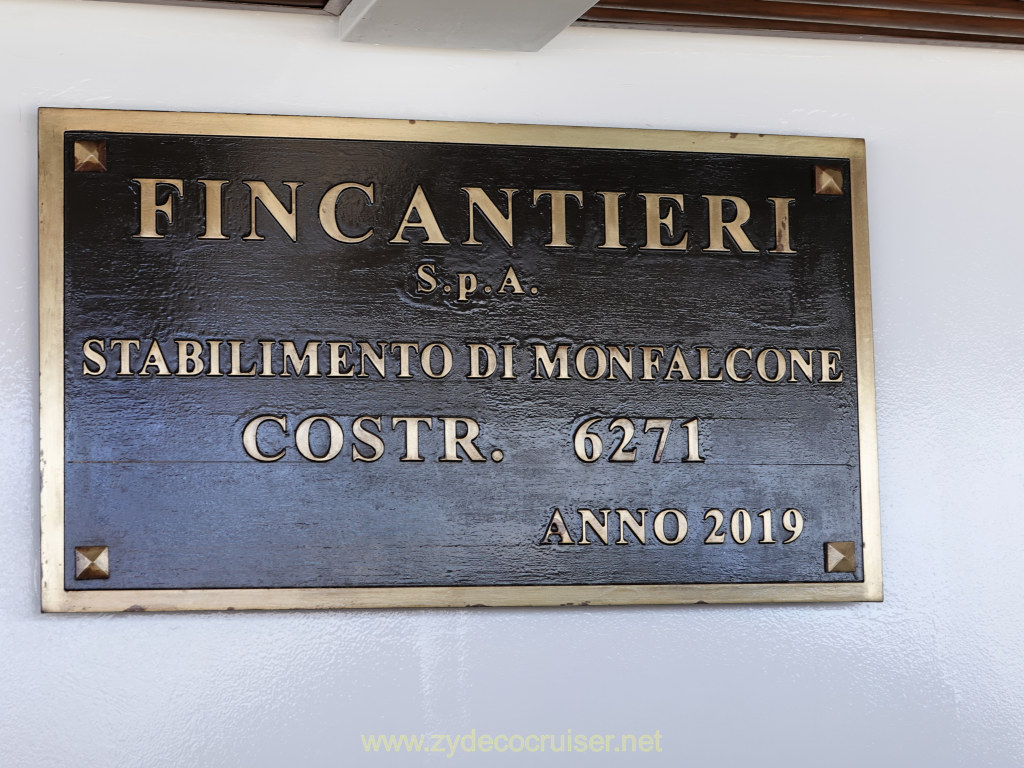 FINCANTIERI
S.p.A.
STABILIMENTO DI MONFALCONE
COSTR. 6271
ANNO 2019
www.zydecocruiser.net